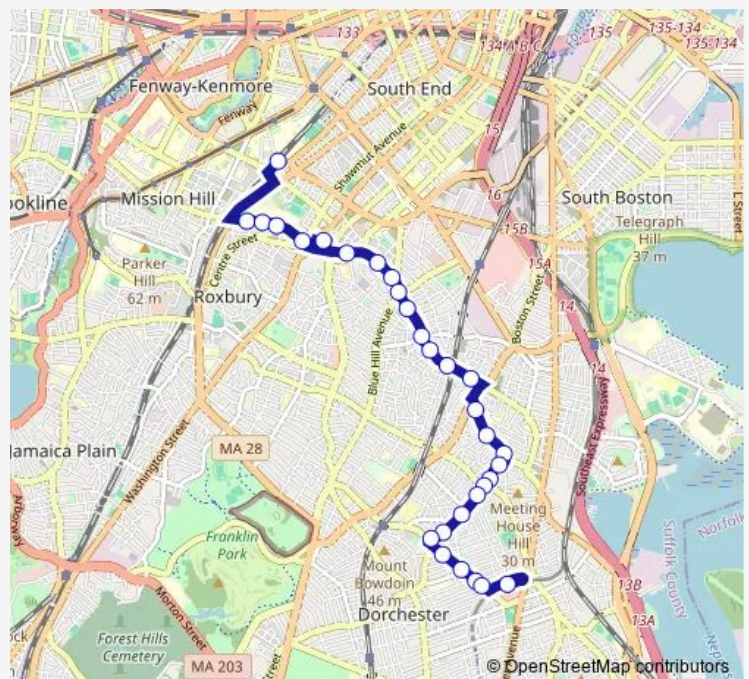 133
134 A B C
135
135-134
135-134
Fenway-Kenmore
South End
Fenway
15
Shawmut Avenue
ookline
Mission Hill
16
South Boston
L Street
15B
Telegraph
Hill
37 m
Centre Street
15A
Parker
Hill
62 m
Roxbury
14
Boston Street
Blue Hill Avenue
14
Southeast Expressway
Jamaica Plain
MA 28
Washington Street
Arborway
Meeting
House
Hill
30 m
Franklin
Park
Suffolk County
Norfolk
Mount
Bowdoin
46 m
13B
Dorchester
Morton Street
13A
Forest Hills
Cemetery
MA 203
© OpenStreetMap contributors